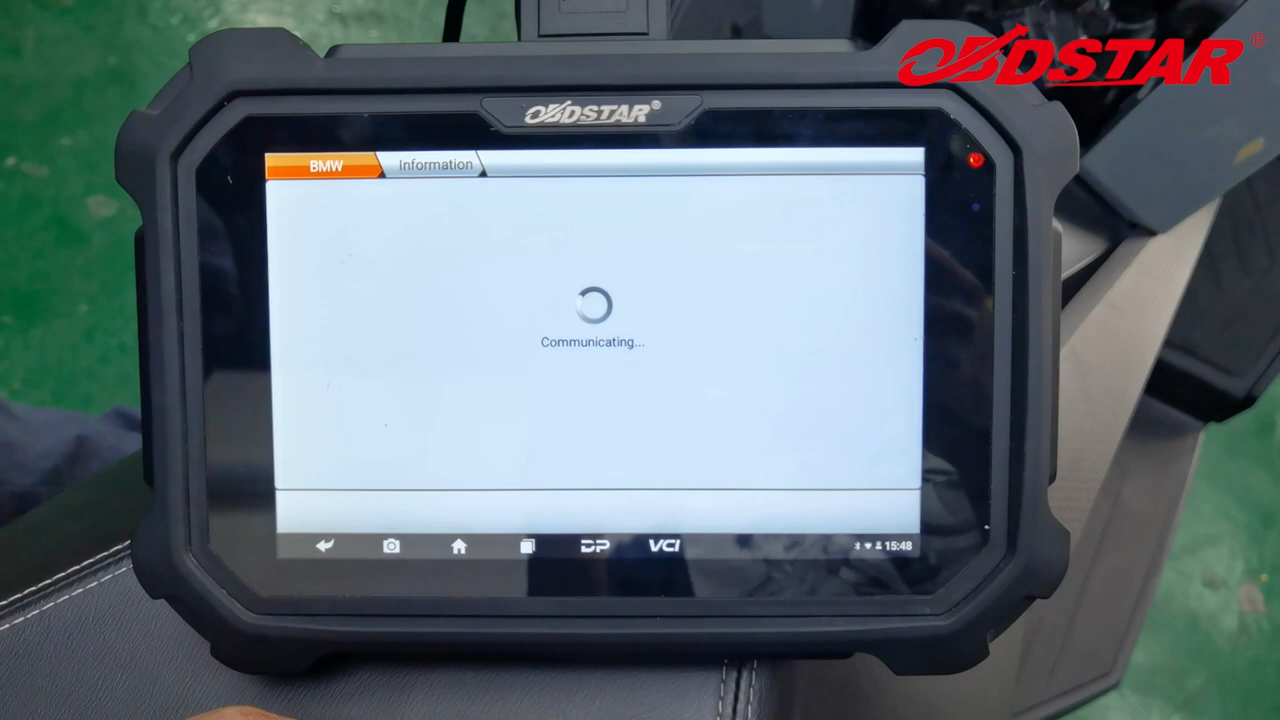 OBDSTAR®
OBDSTAR®
BMW Information
Communicating...
DP VCI 15:48